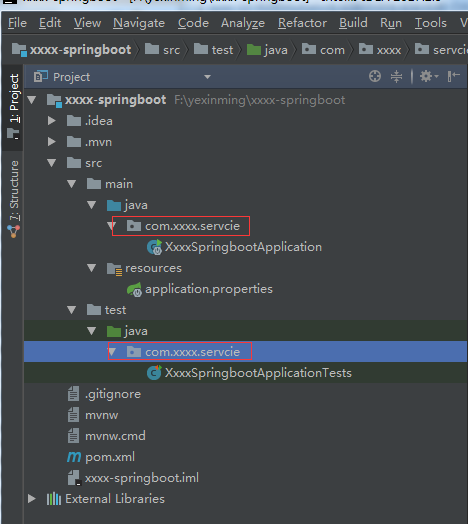 File Edit View Navigate Code Analyze Refactor Build Run Tools V
xxxx-springboot src test java com xxxx servcie
1: Project
7: Structure
Project
xxxx-springboot F:\yexinming\xxxx-springboot
.idea
.mvn
src
main
java
com.xxxx.servcie
XxxxSpringbootApplication
resources
application.properties
test
java
com.xxxx.servcie
XxxxSpringbootApplicationTests
.gitignore
mvnw
mvnw.cmd
pom.xml
xxxx-springboot.iml
External Libraries